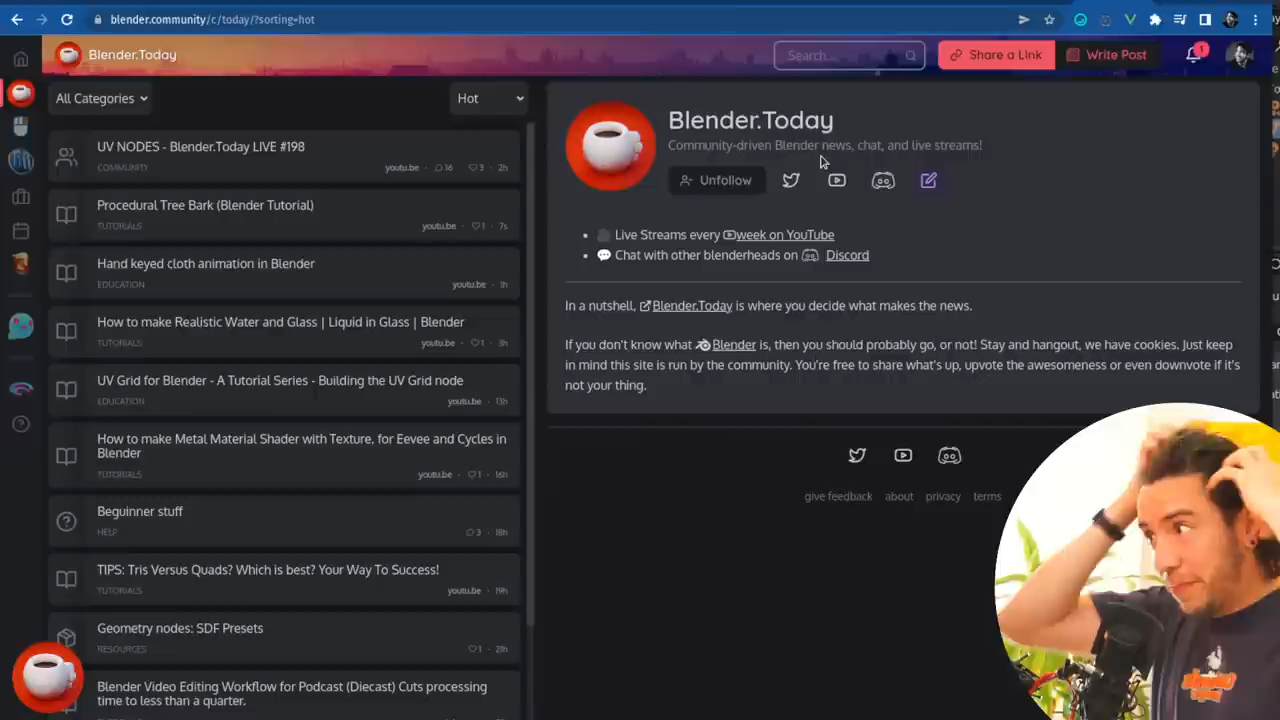 blender.community/c/today/?sorting=hot
Blender.Today
Search...
Share a Link
Write Post
1
All Categories
Hot
UV NODES - Blender.Today LIVE #198
COMMUNITY
youtu.be · 16 · 3 · 2h
Procedural Tree Bark (Blender Tutorial)
TUTORIALS
youtu.be · 1 · 7s
Hand keyed cloth animation in Blender
EDUCATION
youtu.be · 1h
How to make Realistic Water and Glass | Liquid in Glass | Blender
TUTORIALS
youtu.be · 1 · 3h
UV Grid for Blender - A Tutorial Series - Building the UV Grid node
EDUCATION
youtu.be · 13h
How to make Metal Material Shader with Texture, for Eevee and Cycles in
Blender
TUTORIALS
youtu.be · 1 · 16h
Beguinner stuff
HELP
3 · 18h
TIPS: Tris Versus Quads? Which is best? Your Way To Success!
TUTORIALS
youtu.be · 19h
Geometry nodes: SDF Presets
RESOURCES
1 · 21h
Blender Video Editing Workflow for Podcast (Diecast) Cuts processing
time to less than a quarter.
Blender.Today
Community-driven Blender news, chat, and live streams!
Unfollow
Live Streams every week on YouTube
Chat with other blenderheads on Discord
In a nutshell, Blender.Today is where you decide what makes the news.
If you don't know what Blender is, then you should probably go, or not! Stay and hangout, we have cookies. Just keep
in mind this site is run by the community. You're free to share what's up, upvote the awesomeness or even downvote if it's
not your thing.
give feedback
about
privacy
terms